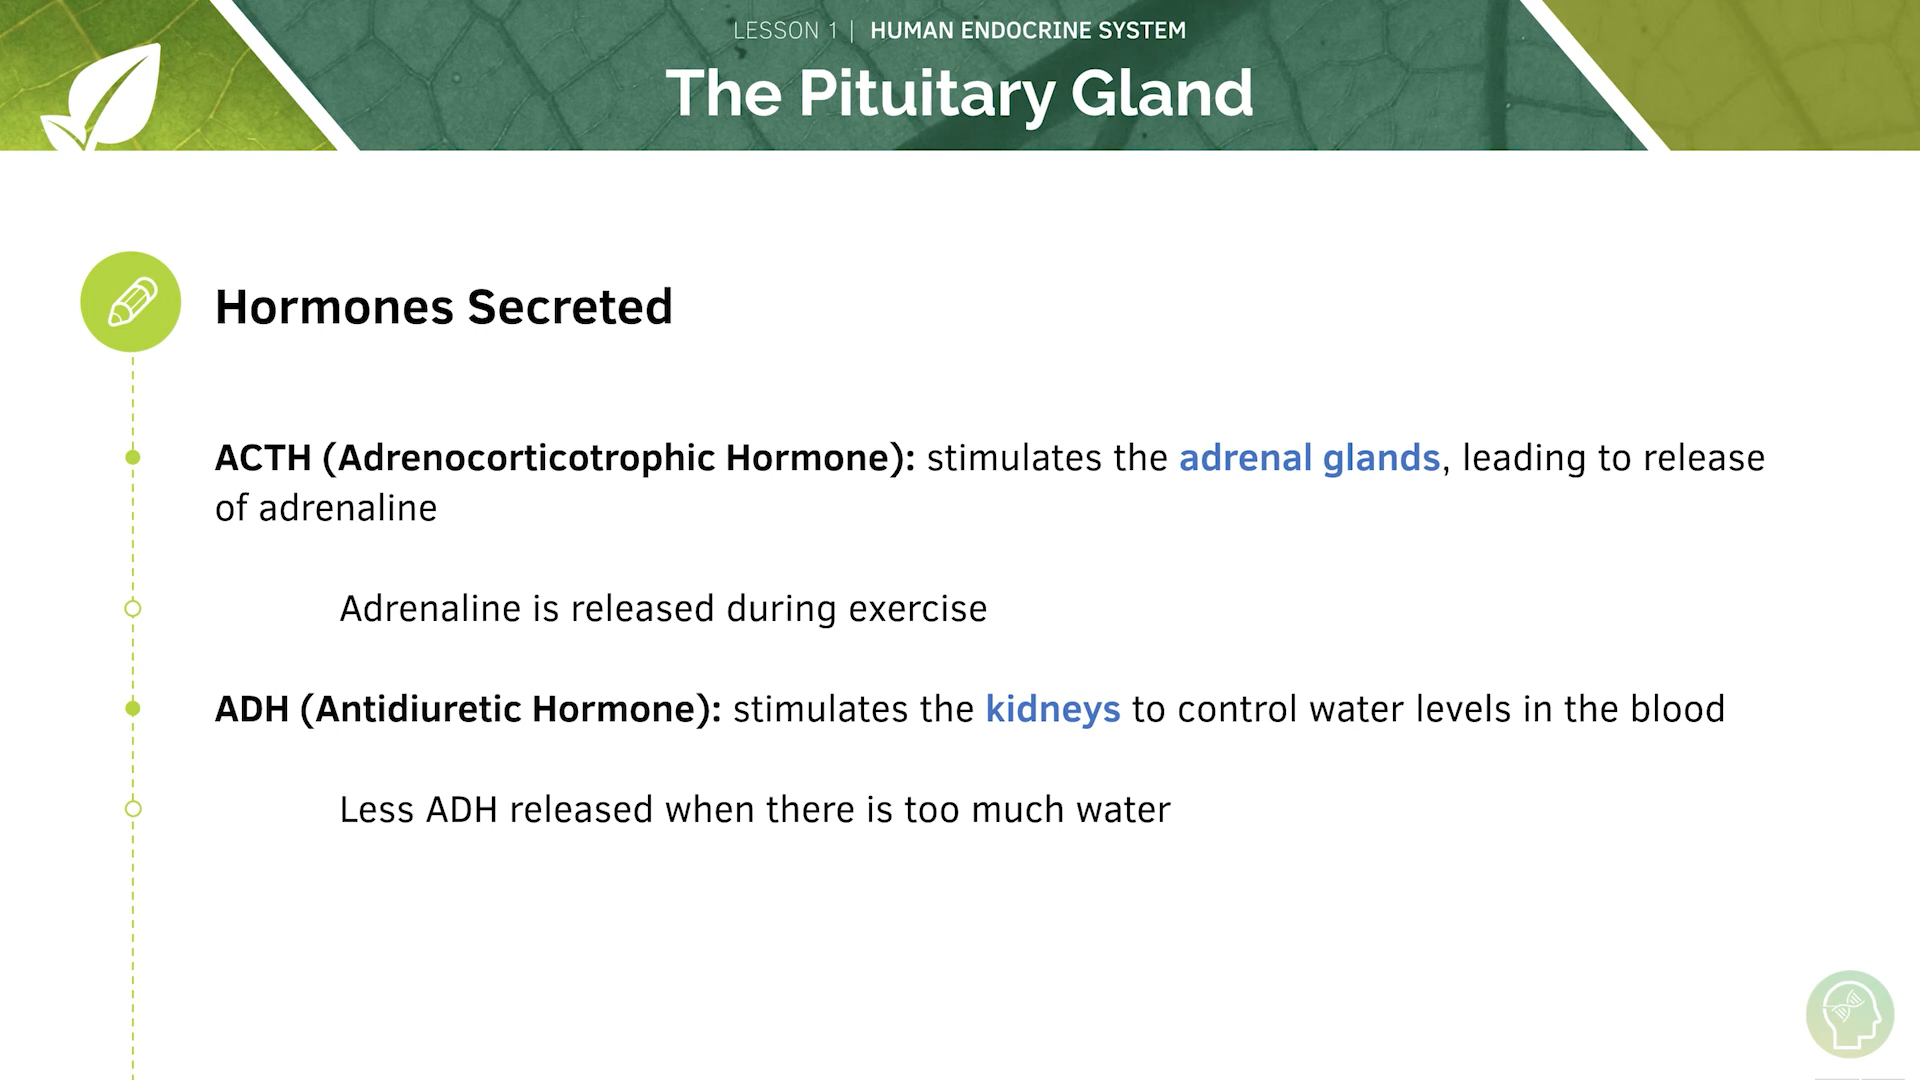 LESSON 1 | HUMAN ENDOCRINE SYSTEM
The Pituitary Gland
Hormones Secreted
ACTH (Adrenocorticotrophic Hormone): stimulates the adrenal glands, leading to release
of adrenaline
Adrenaline is released during exercise
ADH (Antidiuretic Hormone): stimulates the kidneys to control water levels in the blood
Less ADH released when there is too much water